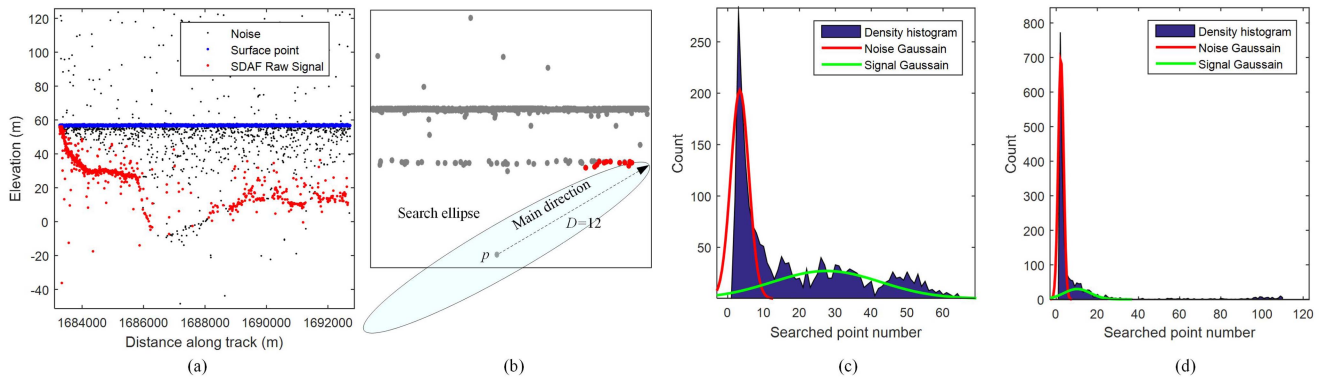 Elevation (m)
120
100
80
60
40
20
0
-20
-40
Noise
Surface point
SDAF Raw Signal
1684000 1686000 1688000 1690000 1692000
Distance along track (m)
(a)
Search ellipse
Main direction
D=12
p
(b)
Count
250
200
150
100
50
Density histogram
Noise Gaussain
Signal Gaussain
0 10 20 30 40 50 60
Searched point number
(c)
Count
800
700
600
500
400
300
200
100
0
Density histogram
Noise Gaussain
Signal Gaussain
0 20 40 60 80 100 120
Searched point number
(d)